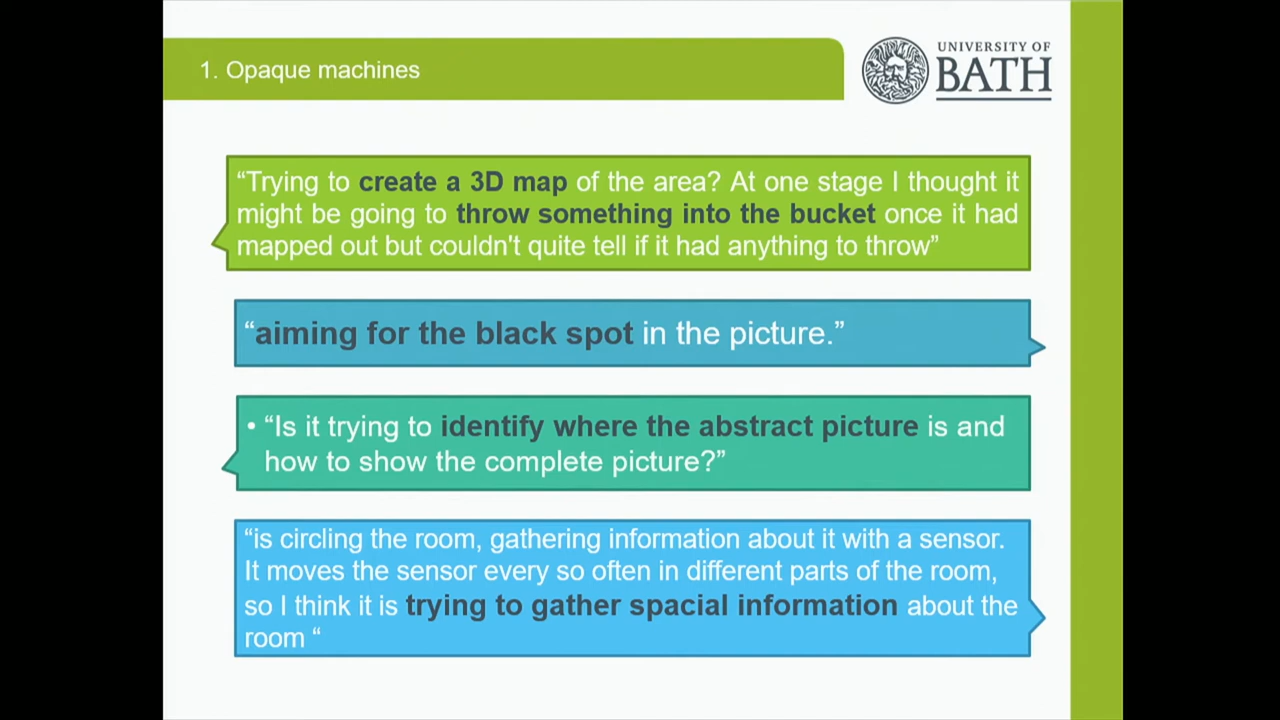 1. Opaque machines
UNIVERSITY OF
BATH
“Trying to create a 3D map of the area? At one stage I thought it
might be going to throw something into the bucket once it had
mapped out but couldn't quite tell if it had anything to throw”
“aiming for the black spot in the picture.”
• “Is it trying to identify where the abstract picture is and
how to show the complete picture?”
“is circling the room, gathering information about it with a sensor.
It moves the sensor every so often in different parts of the room,
so I think it is trying to gather spacial information about the
room “